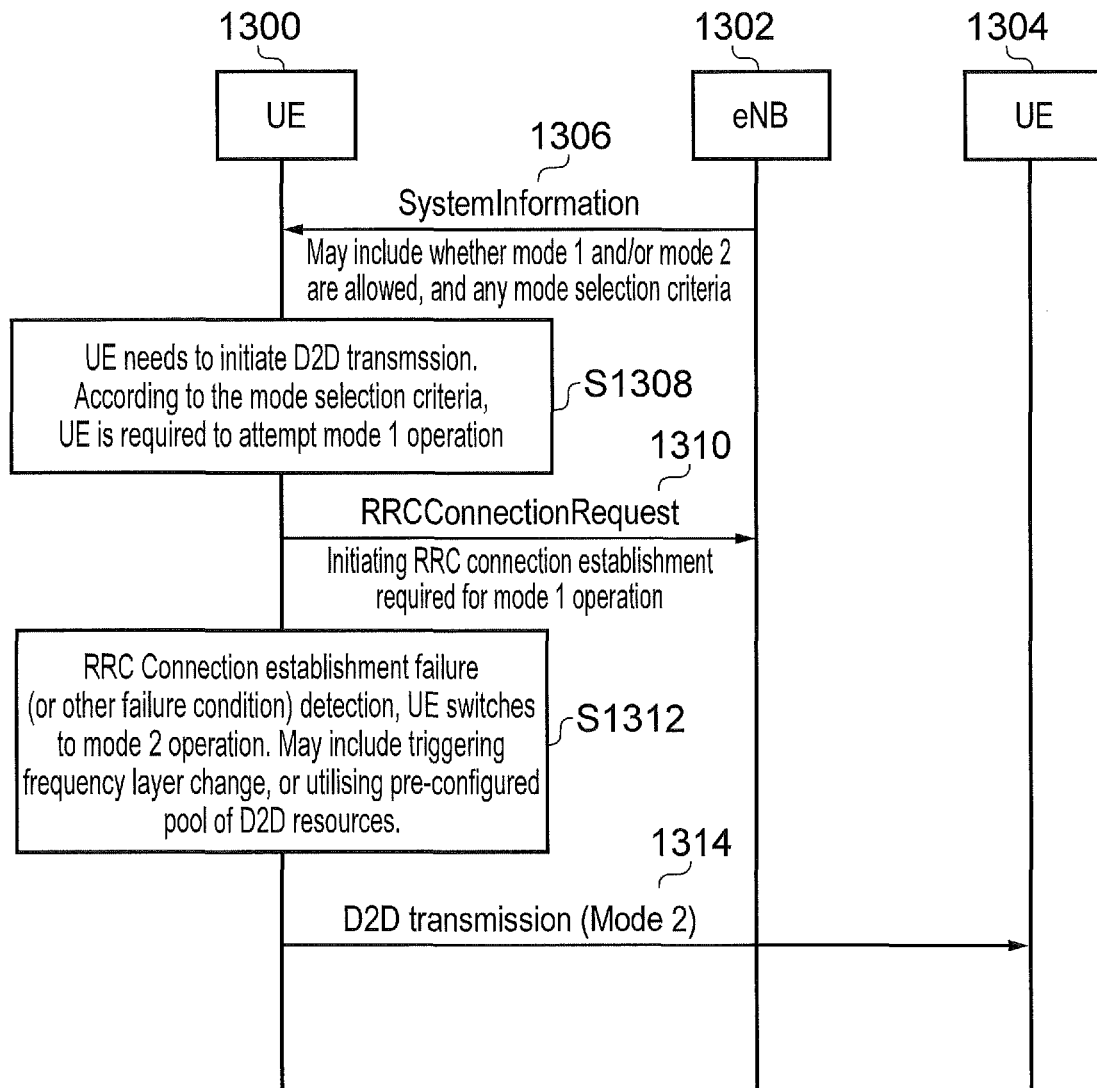 1300
1302
1304
UE
eNB
UE
1306
SystemInformation
May include whether mode 1 and/or mode 2
are allowed, and any mode selection criteria
UE needs to initiate D2D transmssion.
According to the mode selection criteria,
UE is required to attempt mode 1 operation
S1308
1310
RRCConnectionRequest
Initiating RRC connection establishment
required for mode 1 operation
RRC Connection establishment failure
(or other failure condition) detection, UE switches
to mode 2 operation. May include triggering
frequency layer change, or utilising pre-configured
pool of D2D resources.
S1312
1314
D2D transmission (Mode 2)